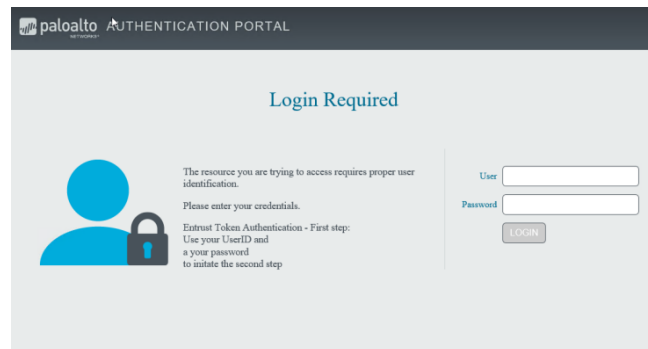 paloalto AUTHENTICATION PORTAL
NETWORKS
Login Required
The resource you are trying to access requires proper user
identification.
Please enter your credentials.
Entrust Token Authentication - First step:
Use your UserID and
a your password
to initate the second step
User
Password
LOGIN